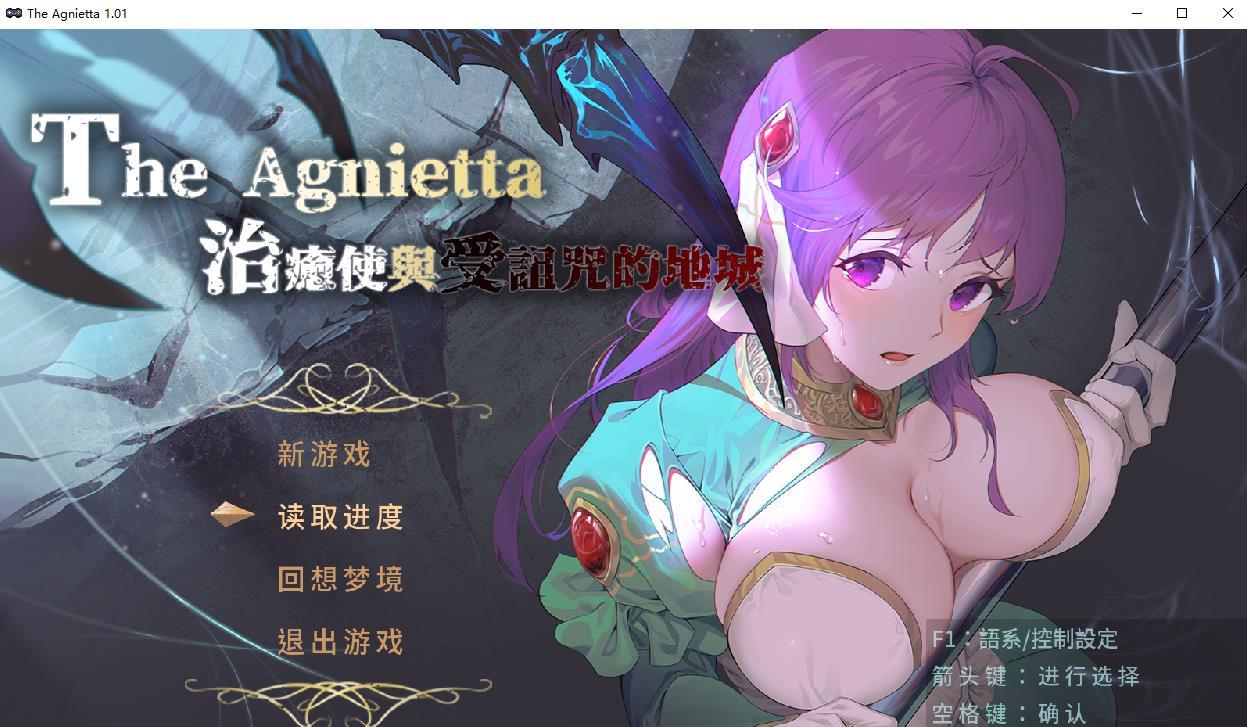 The Agnietta 1.01
The Agnietta
治癒使與受詛咒的地城
新游戏
读取进度
回想梦境
退出游戏
F1：語系/控制設定
箭头键：进行选择
空格键：确认